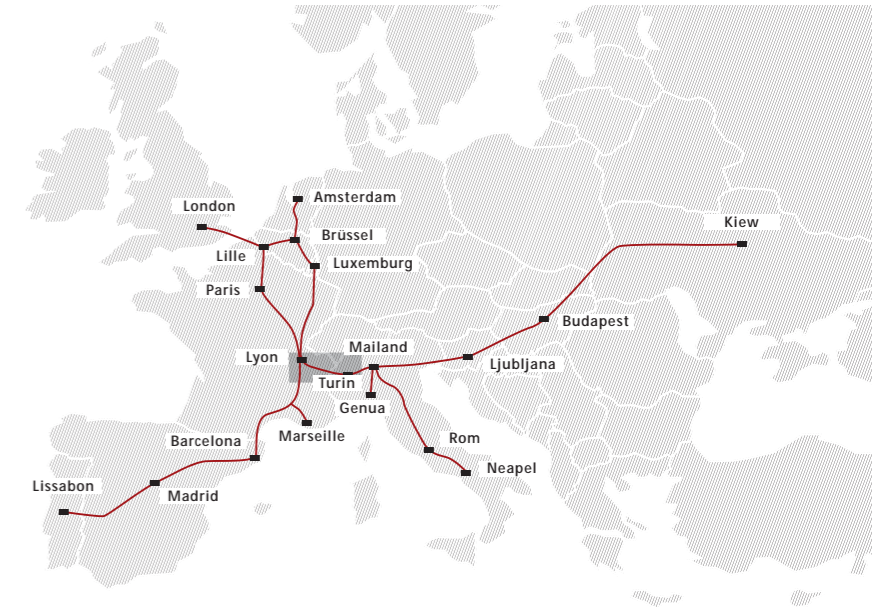 Amsterdam
London
Kiew
Brüssel
Lille
Luxemburg
Paris
Budapest
Mailand
Lyon
Ljubljana
Turin
Genua
Marseille
Barcelona
Rom
Neapel
Lissabon
Madrid